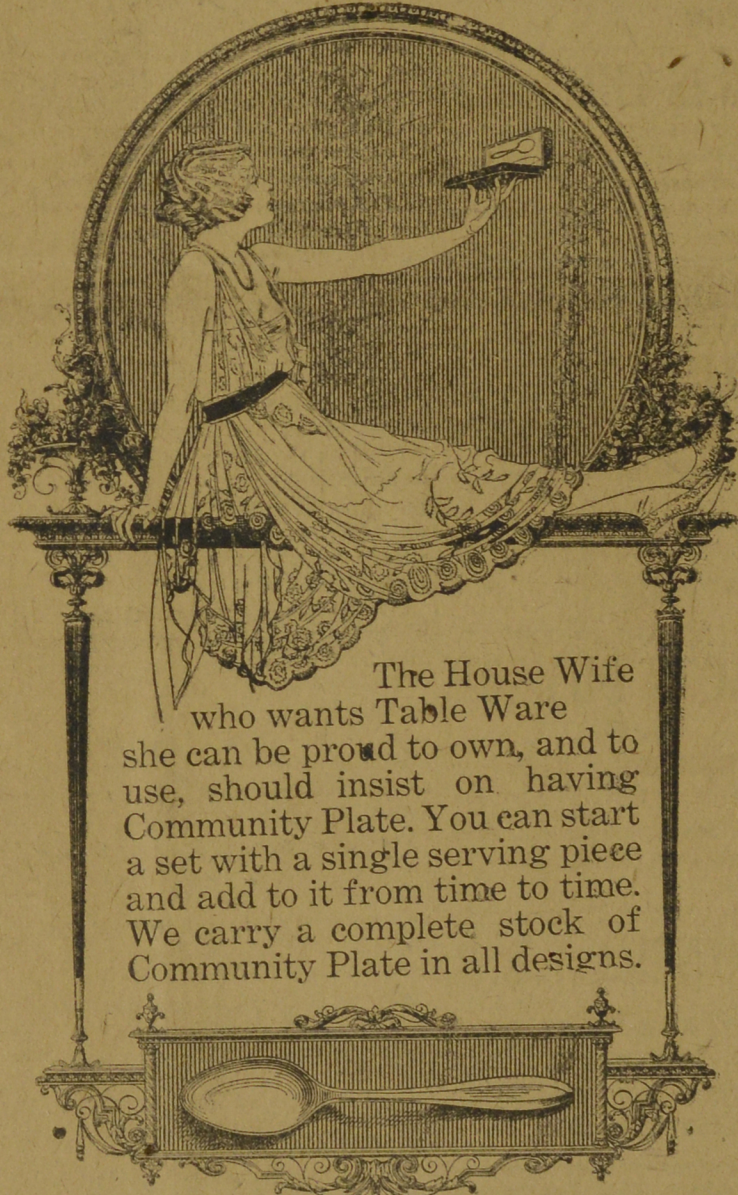 The House Wife
who wants Table Ware
she can be proud to own, and to
use, should insist on having
Community Plate. You can start
a set with a single serving piece
and add to it from time to time.
We carry a complete stock of
Community Plate in all designs.